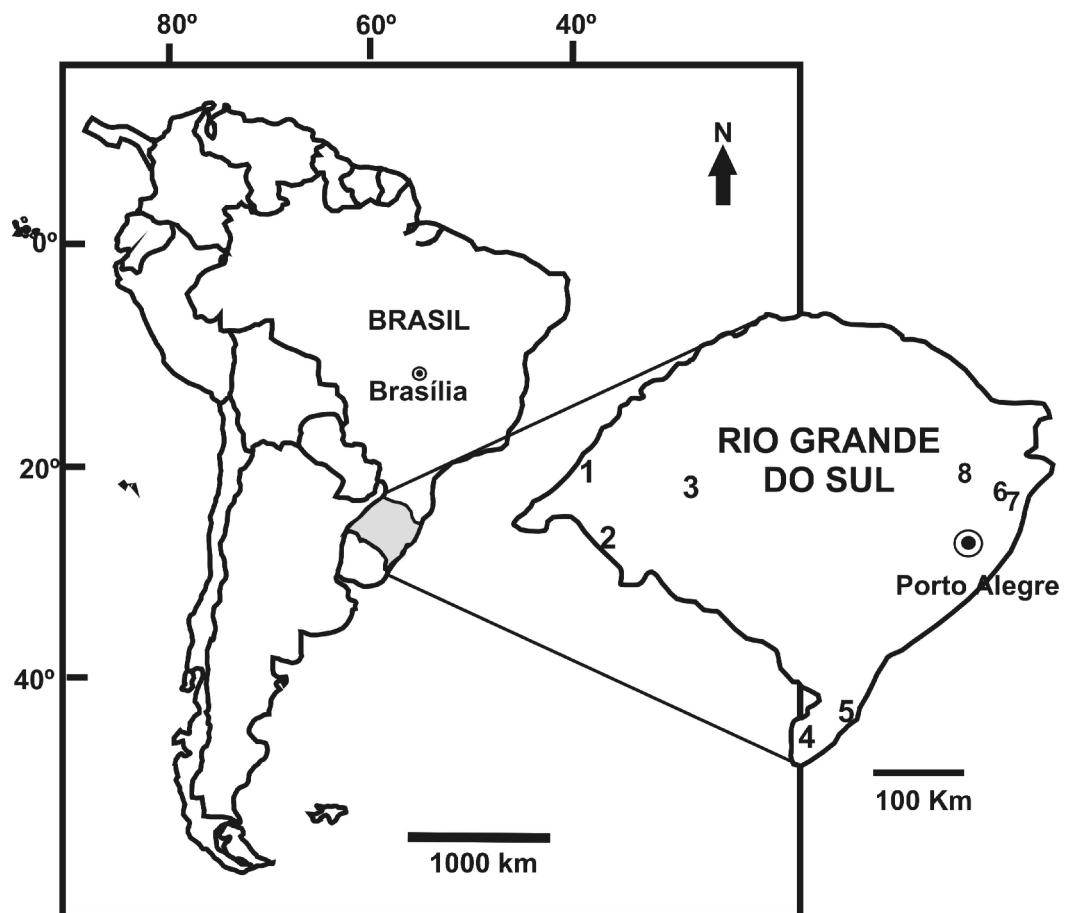 80º 60º 40º
N
0º
BRASIL
Brasília
RIO GRANDE
DO SUL
1
3
8
6
7
20º
2
Porto Alegre
40º
5
4
100 Km
1000 km